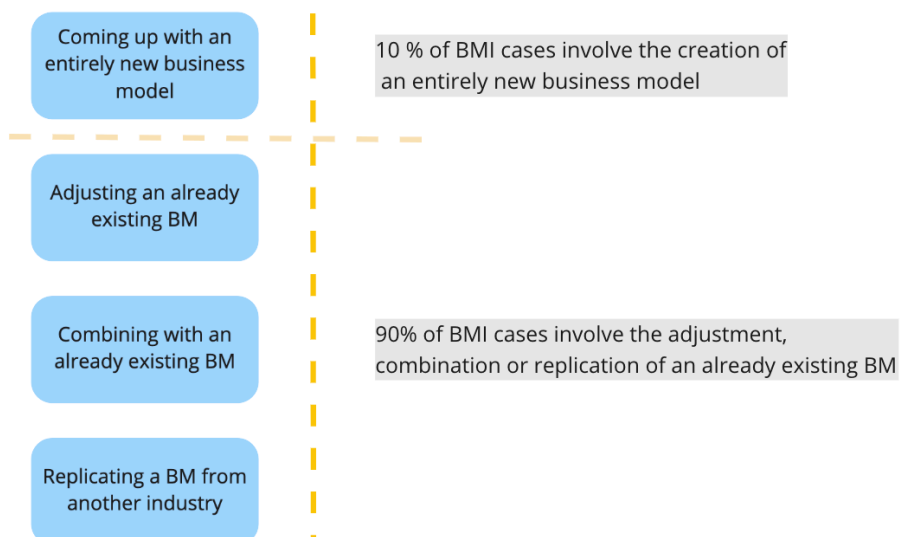 Coming up with an
entirely new business
model
10 % of BMI cases involve the creation of
an entirely new business model
Adjusting an already
existing BM
Combining with an
already existing BM
90% of BMI cases involve the adjustment,
combination or replication of an already existing BM
Replicating a BM from
another industry